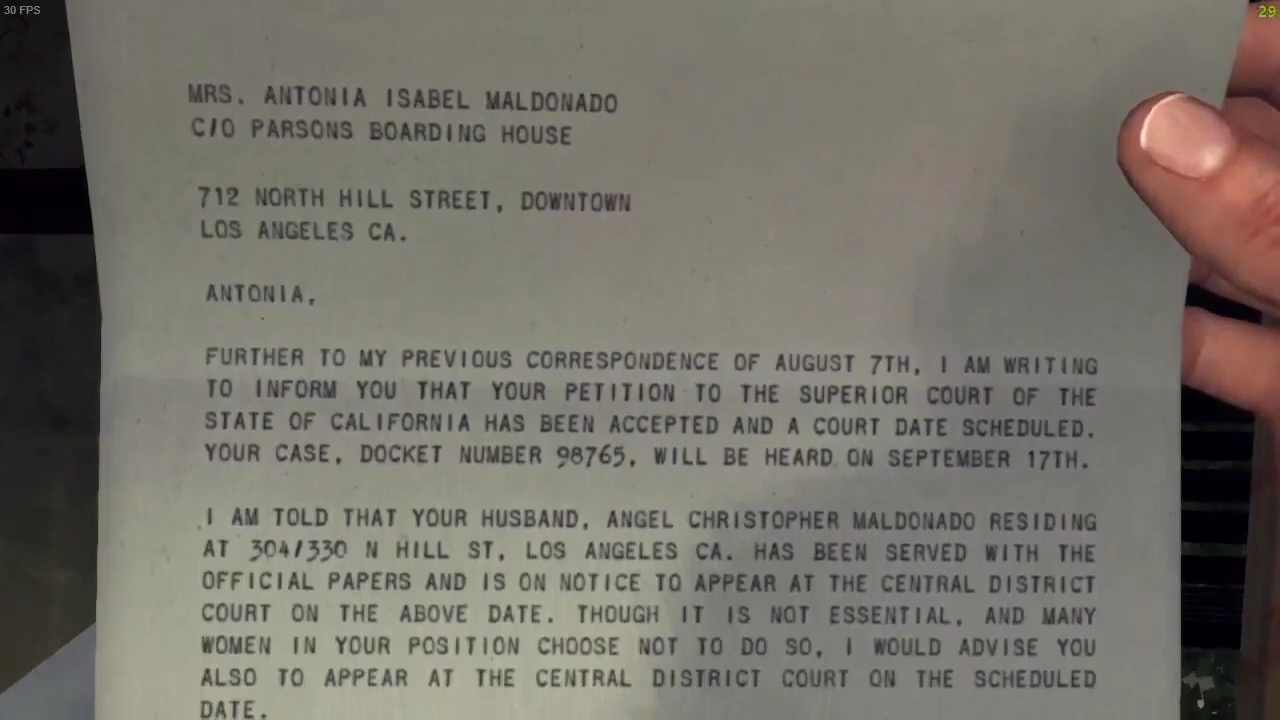 30 FPS
29
MRS. ANTONIA ISABEL MALDONADO
C/O PARSONS BOARDING HOUSE
712 NORTH HILL STREET, DOWNTOWN
LOS ANGELES CA.
ANTONIA,
FURTHER TO MY PREVIOUS CORRESPONDENCE OF AUGUST 7TH, I AM WRITING
TO INFORM YOU THAT YOUR PETITION TO THE SUPERIOR COURT OF THE
STATE OF CALIFORNIA HAS BEEN ACCEPTED AND A COURT DATE SCHEDULED.
YOUR CASE, DOCKET NUMBER 98765, WILL BE HEARD ON SEPTEMBER 17TH.
I AM TOLD THAT YOUR HUSBAND, ANGEL CHRISTOPHER MALDONADO RESIDING
AT 304/330 N HILL ST, LOS ANGELES CA. HAS BEEN SERVED WITH THE
OFFICIAL PAPERS AND IS ON NOTICE TO APPEAR AT THE CENTRAL DISTRICT
COURT ON THE ABOVE DATE. THOUGH IT IS NOT ESSENTIAL, AND MANY
WOMEN IN YOUR POSITION CHOOSE NOT TO DO SO, I WOULD ADVISE YOU
ALSO TO APPEAR AT THE CENTRAL DISTRICT COURT ON THE SCHEDULED
DATE.